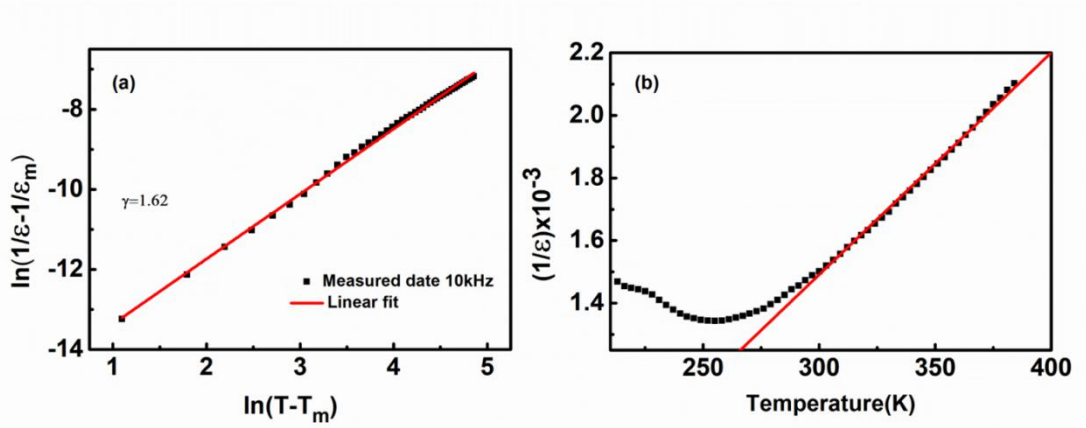 (a)
ln(1/ε-1/εm)
-8
-10
-12
-14
γ=1.62
Measured date 10kHz
Linear fit
1 2 3 4 5
ln(T-Tm)
(b)
(1/ε)x10-3
2.2
2.0
1.8
1.6
1.4
250 300 350 400
Temperature(K)